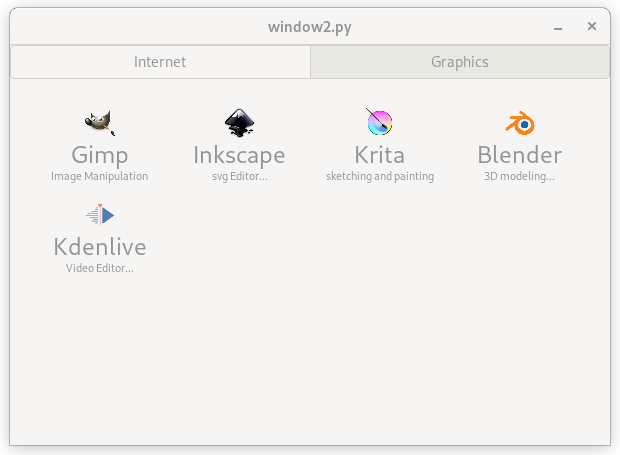 window2.py
Internet Graphics
Gimp Inkscape Krita Blender
Image Manipulation svg Editor... sketching and painting 3D modeling...
Kdenlive
Video Editor...